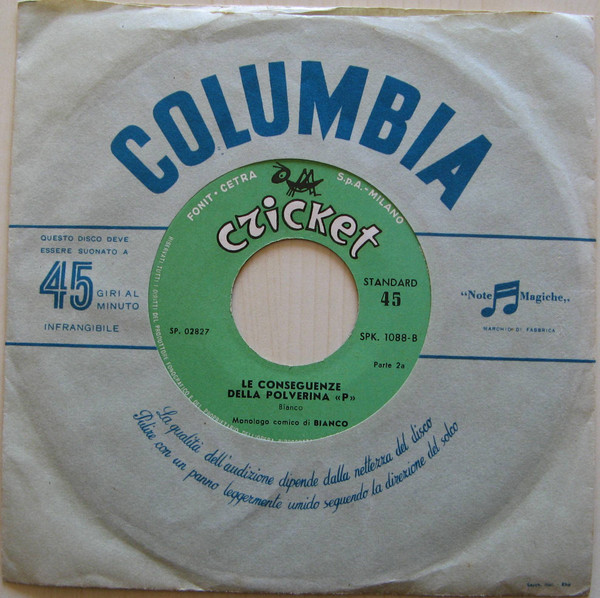 COLUMBIA
FONIT • CETRA S.p.A. - MILANO
cricket
QUESTO DISCO DEVE
ESSERE SUONATO A
45 GIRI AL
MINUTO
INFRANGIBILE
STANDARD
45
SP. 02827
SPK. 1088-B
Parte 2a
LE CONSEGUENZE
DELLA POLVERINA «P»
Bianco
Monologo comico di BIANCO
"Note Magiche„
MARCHI DI FABBRICA
La qualità dell'audizione dipende dalla nettezza del disco
Pulire con un panno leggermente umido seguendo la direzione del solco